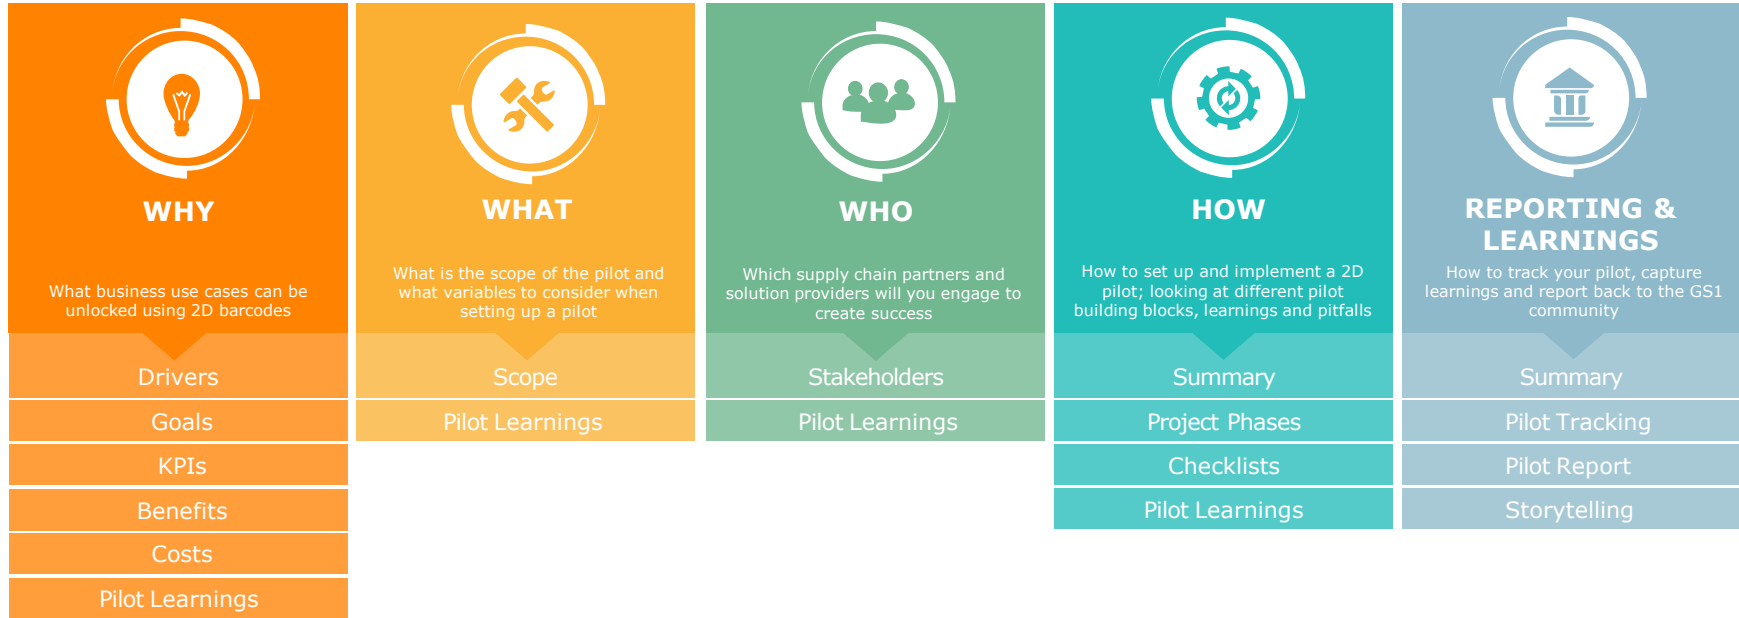 WHY
What business use cases can be
unlocked using 2D barcodes
Drivers
Goals
KPIs
Benefits
Costs
Pilot Learnings
WHAT
What is the scope of the pilot and
what variables to consider when
setting up a pilot
Scope
Pilot Learnings
WHO
Which supply chain partners and
solution providers will you engage to
create success
Stakeholders
Pilot Learnings
HOW
How to set up and implement a 2D
pilot; looking at different pilot
building blocks, learnings and pitfalls
Summary
Project Phases
Checklists
Pilot Learnings
REPORTING &
LEARNINGS
How to track your pilot, capture
learnings and report back to the GS1
community
Summary
Pilot Tracking
Pilot Report
Storytelling